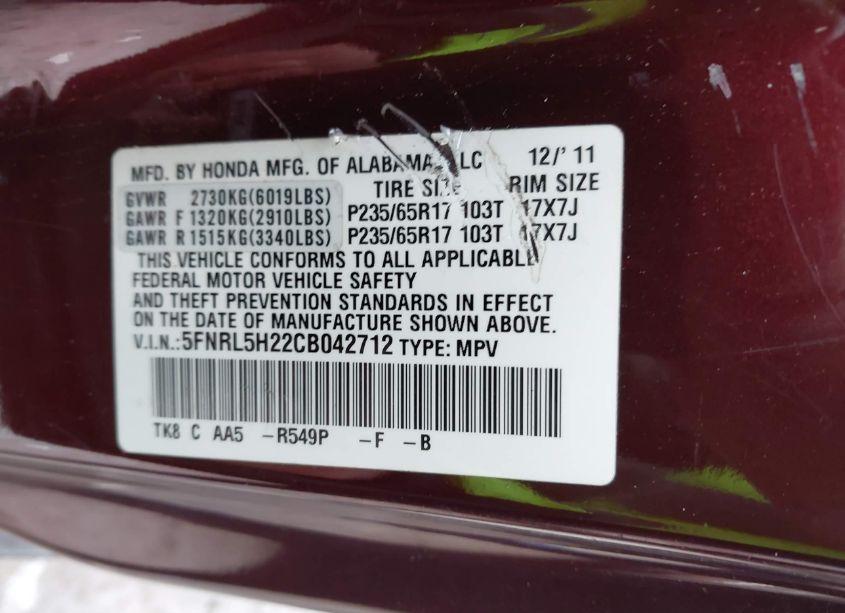 MFD. BY HONDA MFG. OF ALABAMA LLC 12/'11
GVWR 2730KG(6019LBS) TIRE SIZE RIM SIZE
GAWR F 1320KG(2910LBS) P235/65R17 103T 17X7J
GAWR R 1515KG(3340LBS) P235/65R17 103T 17X7J
THIS VEHICLE CONFORMS TO ALL APPLICABLE
FEDERAL MOTOR VEHICLE SAFETY
AND THEFT PREVENTION STANDARDS IN EFFECT
ON THE DATE OF MANUFACTURE SHOWN ABOVE.
V.I.N.:5FNRL5H22CB042712 TYPE: MPV
TK8 C AA5 -R549P -F -B